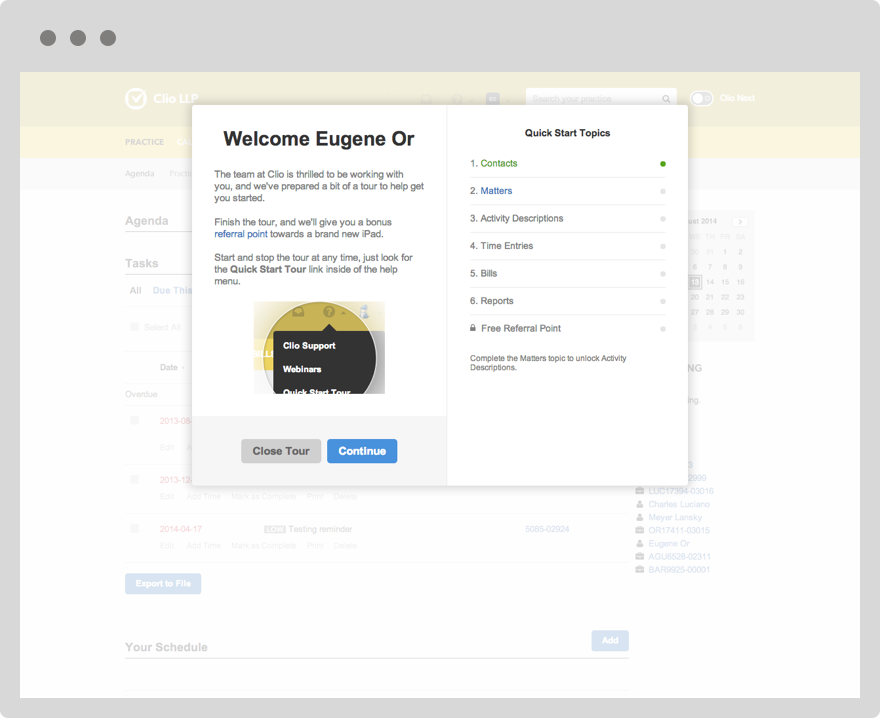 Clio LLP
Search your practice
Clio Next
PRACTICE
Agenda
Agenda
Tasks
All Due This
Select All
Date
Overdue
2013-08-
Edit
2013-12-
Edit Add Time Mark as Complete Print Delete
2014-04-17 LOW Testing reminder 5065-02924
Edit Add Time Mark as Complete Print Delete
Export to File
Your Schedule
Add
Welcome Eugene Or
The team at Clio is thrilled to be working with
you, and we've prepared a bit of a tour to help get
you started.
Finish the tour, and we'll give you a bonus
referral point towards a brand new iPad.
Start and stop the tour at any time, just look for
the Quick Start Tour link inside of the help
menu.
Clio Support
Webinars
Quick Start Tour
Close Tour
Continue
Quick Start Topics
1. Contacts
2. Matters
3. Activity Descriptions
4. Time Entries
5. Bills
6. Reports
Free Referral Point
Complete the Matters topic to unlock Activity
Descriptions.
ust 2014 >
WE TH FR SA
30 30 1 2
6 7 8 9
13 14 15 16
20 21 22 23
27 28 29 30
3 4 5 6
NG
ng.
3
2999
LUC17394-03016
Charles Luciano
Meyer Lansky
OR17411-03015
Eugene Or
AGU6528-02311
BAR9925-00001